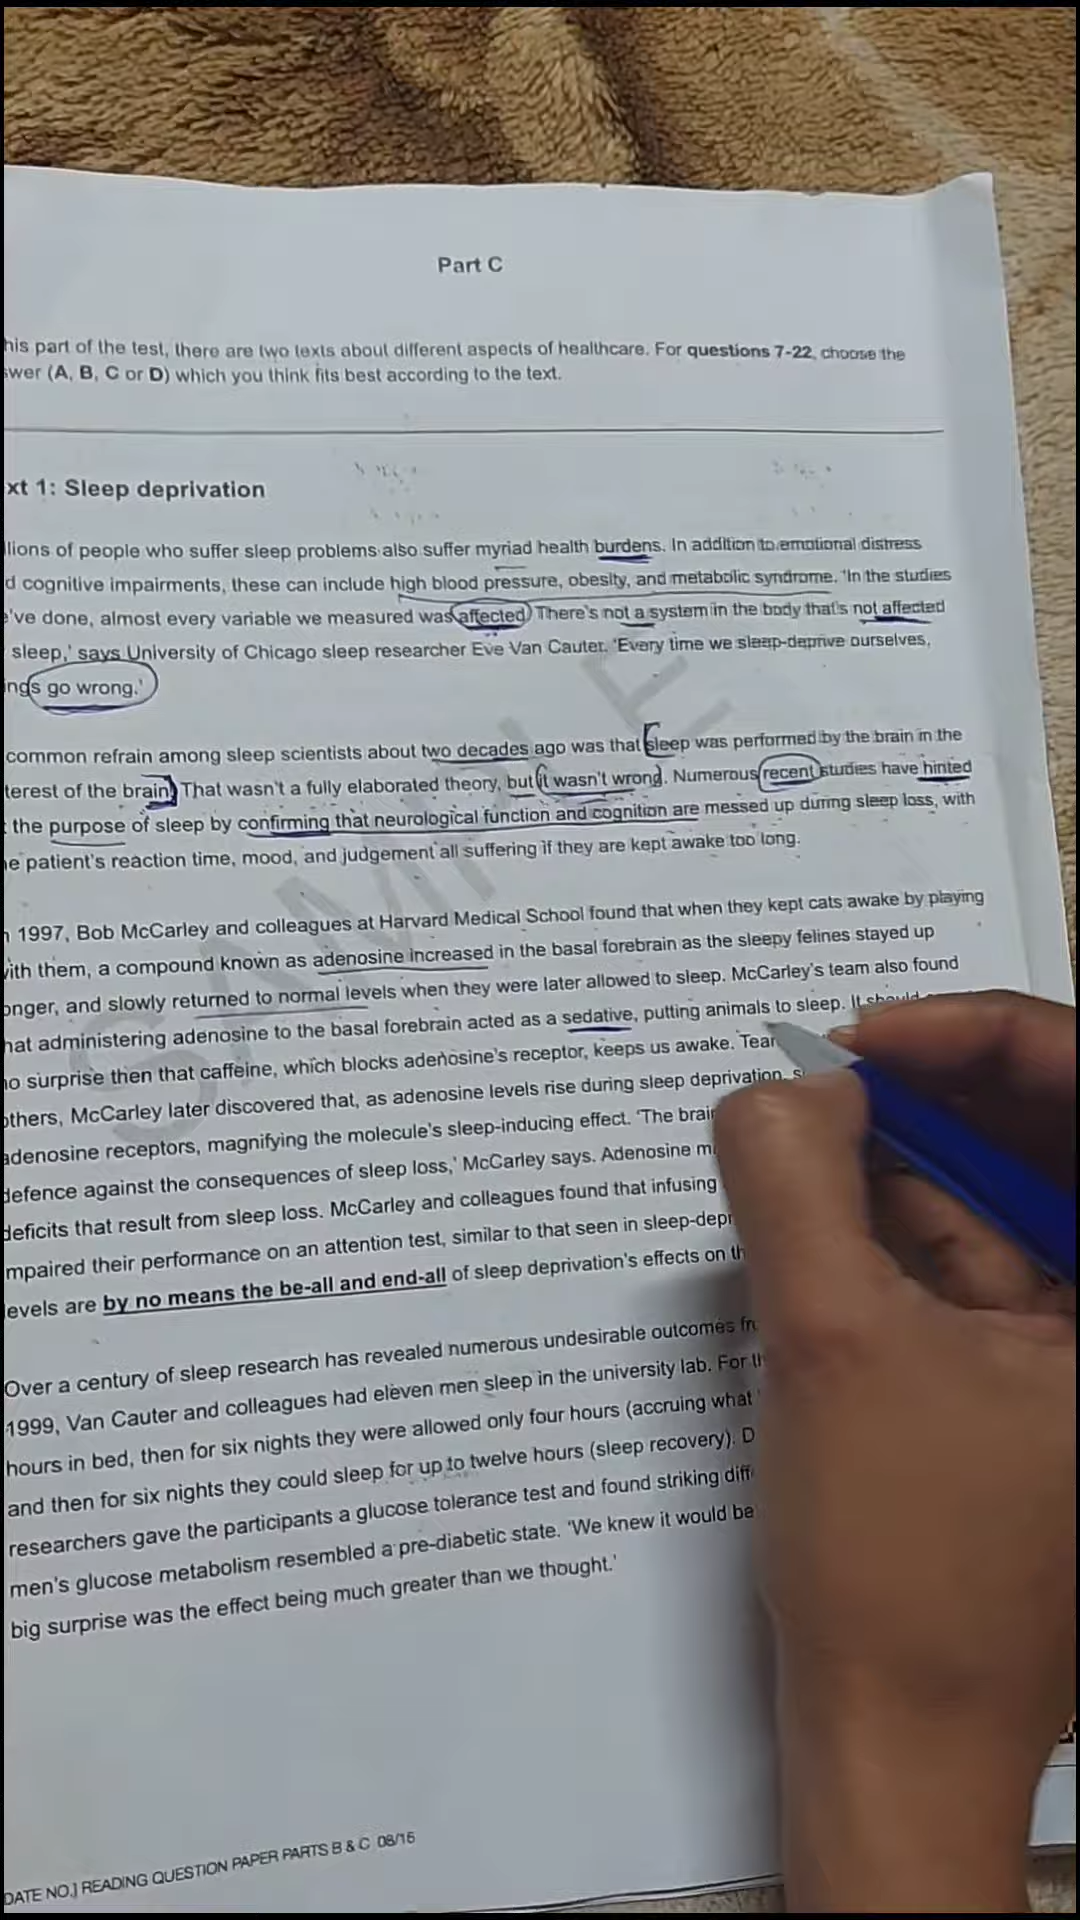 Part C
his part of the test, there are two texts about different aspects of healthcare. For questions 7-22, choose the
swer (A, B, C or D) which you think fits best according to the text.
xt 1: Sleep deprivation
llions of people who suffer sleep problems also suffer myriad health burdens. In addition to emotional distress
d cognitive impairments, these can include high blood pressure, obesity, and metabolic syndrome. 'In the studies
e've done, almost every variable we measured was affected. There's not a system in the body that's not affected
sleep,' says University of Chicago sleep researcher Eve Van Cauter. 'Every time we sleep-deprive ourselves,
ings go wrong.'
common refrain among sleep scientists about two decades ago was that sleep was performed by the brain in the
terest of the brain. That wasn't a fully elaborated theory, but it wasn't wrong. Numerous recent studies have hinted
the purpose of sleep by confirming that neurological function and cognition are messed up during sleep loss, with
e patient's reaction time, mood, and judgement all suffering if they are kept awake too long.
n 1997, Bob McCarley and colleagues at Harvard Medical School found that when they kept cats awake by playing
with them, a compound known as adenosine increased in the basal forebrain as the sleepy felines stayed up
onger, and slowly returned to normal levels when they were later allowed to sleep. McCarley's team also found
hat administering adenosine to the basal forebrain acted as a sedative, putting animals to sleep. It should
no surprise then that caffeine, which blocks adenosine's receptor, keeps us awake. Tea
others, McCarley later discovered that, as adenosine levels rise during sleep deprivation, s
adenosine receptors, magnifying the molecule's sleep-inducing effect. 'The brai
defence against the consequences of sleep loss,' McCarley says. Adenosine m
deficits that result from sleep loss. McCarley and colleagues found that infusing
mpaired their performance on an attention test, similar to that seen in sleep-depr
evels are by no means the be-all and end-all of sleep deprivation's effects on th
Over a century of sleep research has revealed numerous undesirable outcomes fr
1999, Van Cauter and colleagues had eleven men sleep in the university lab. For th
hours in bed, then for six nights they were allowed only four hours (accruing what
and then for six nights they could sleep for up to twelve hours (sleep recovery). D
researchers gave the participants a glucose tolerance test and found striking diff
men's glucose metabolism resembled a pre-diabetic state. 'We knew it would be
big surprise was the effect being much greater than we thought.'
SAMPLE
DATE NO.] READING QUESTION PAPER PARTS B & C 08/16